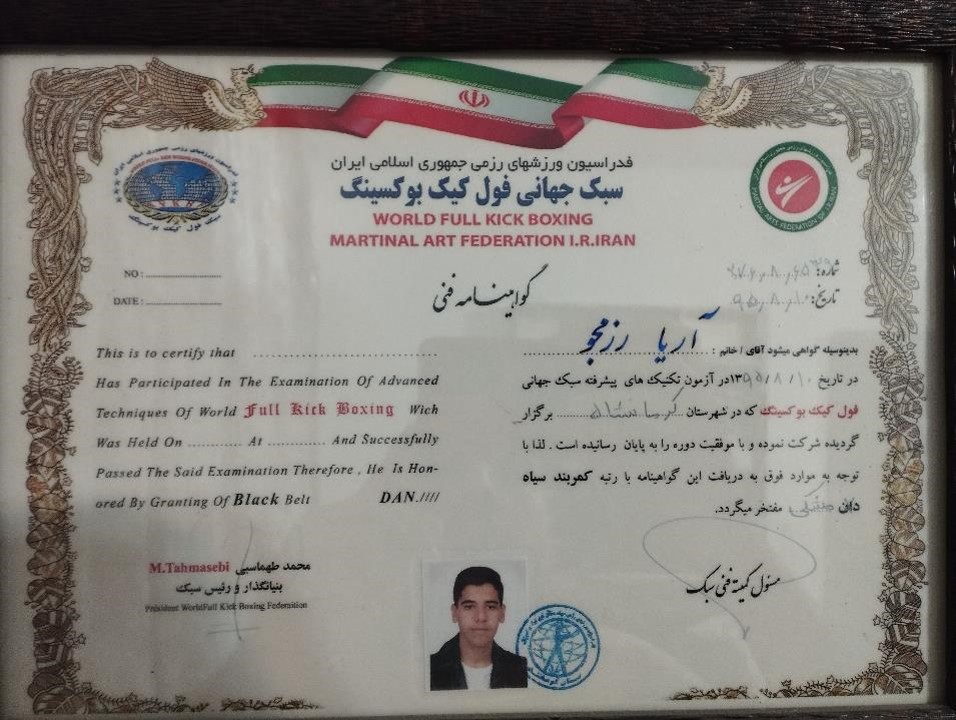 فدراسیون ورزشهای رزمی جمهوری اسلامی ایران
سبک جهانی فول کیک بوکسینگ
WORLD FULL KICK BOXING
MARTINAL ART FEDERATION I.R.IRAN
NO : ....................
DATE : ....................
شماره:
تاریخ:
گواهینامه فنی
This is to certify that ........................................
Has Participated In The Examination Of Advanced
Techniques Of World Full Kick Boxing Wich
Was Held On ............ At ............ And Successfully
Passed The Said Examination Therefore , He Is Hon-
ored By Granting Of Black Belt DAN.////
بدینوسیله گواهی میشود آقای / خانم : آریا رزمجو
در تاریخ ۱۳۹۵/۸/۱۰ در آزمون تکنیک های پیشرفته سبک جهانی
فول کیک بوکسینگ که در شهرستان کرمانشاه برگزار
گردیده شرکت نموده و با موفقیت دوره را به پایان رسانیده است . لذا با
توجه به موارد فوق به دریافت این گواهینامه با رتبه کمربند سیاه
دان مشکی مفتخر میگردد.
M.Tahmasebi محمد طهماسبی
بنیانگذار و رئیس سبک
Président WorldFull Kick Boxing Federation
مسئول کمیته فنی سبک